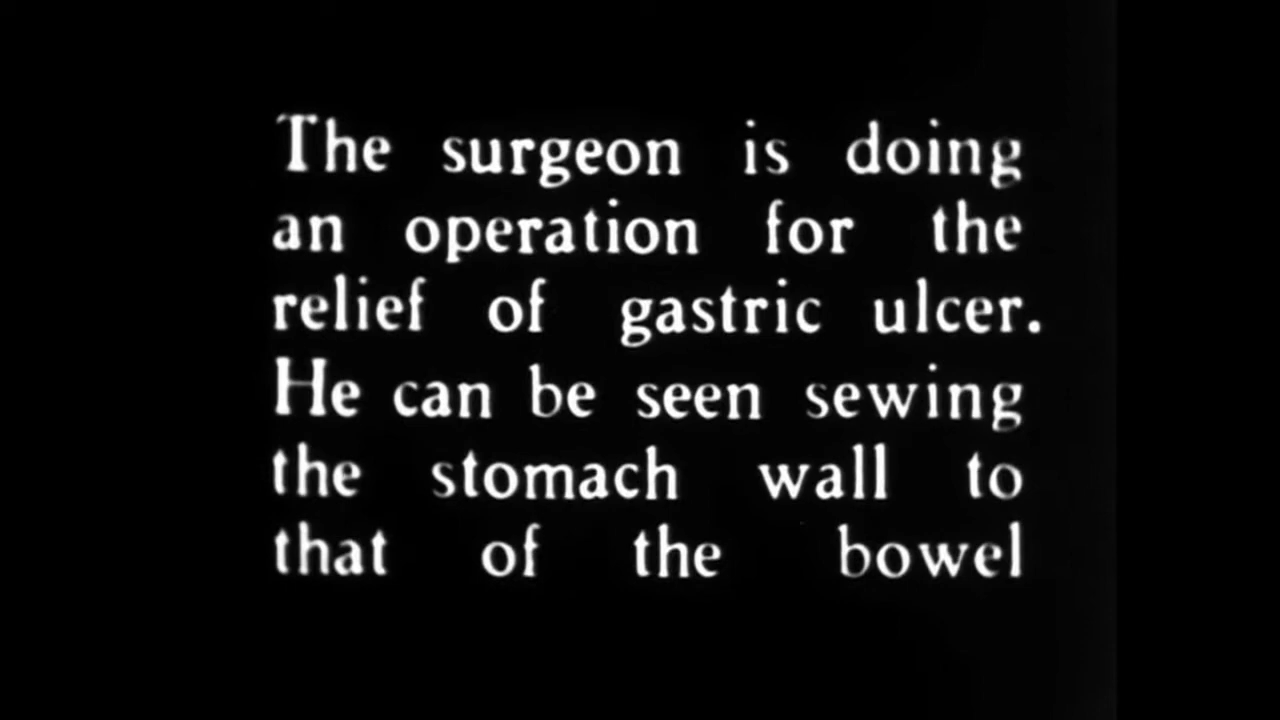 The surgeon is doing
an operation for the
relief of gastric ulcer.
He can be seen sewing
the stomach wall to
that of the bowel